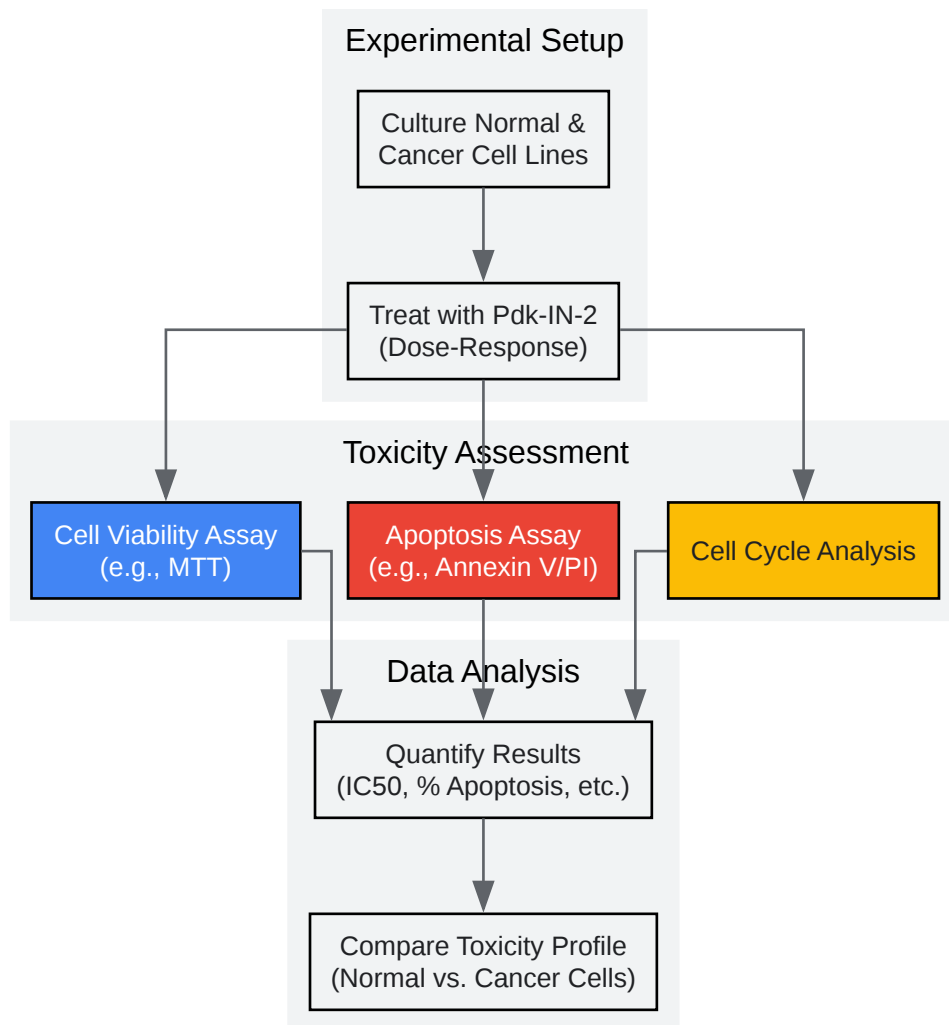 Experimental Setup
Culture Normal &
Cancer Cell Lines
Treat with Pdk-IN-2
(Dose-Response)
Toxicity Assessment
Cell Viability Assay
(e.g., MTT)
Apoptosis Assay
(e.g., Annexin V/PI)
Cell Cycle Analysis
Data Analysis
Quantify Results
(IC50, % Apoptosis, etc.)
Compare Toxicity Profile
(Normal vs. Cancer Cells)